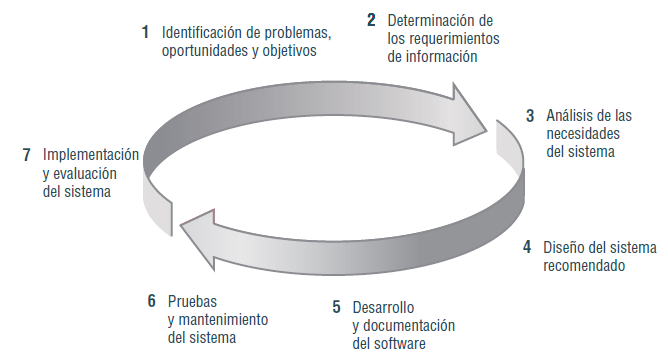 1 Identificación de problemas,
oportunidades y objetivos
2 Determinación de
los requerimientos
de información
3 Análisis de las
necesidades
del sistema
4 Diseño del sistema
recomendado
5 Desarrollo
y documentación
del software
6 Pruebas
y mantenimiento
del sistema
7 Implementación
y evaluación
del sistema